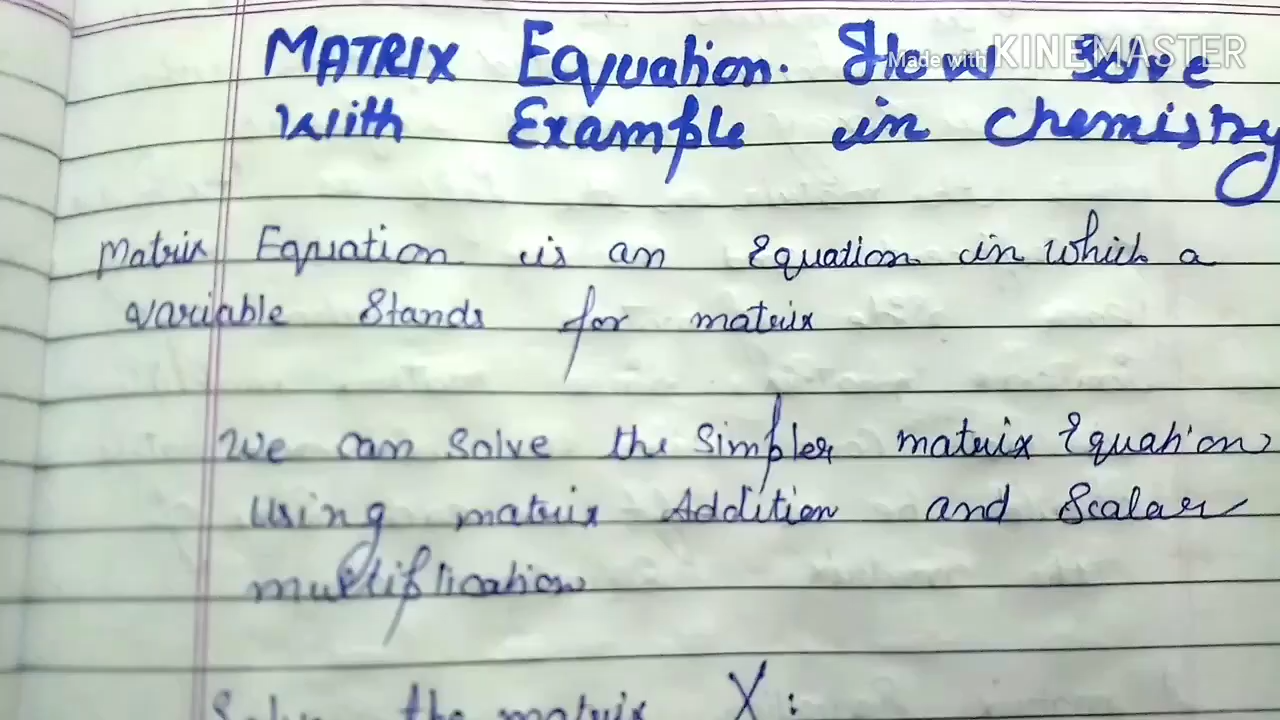 MATRIX Equation. How Solve
with Example in Chemistry
Made with KINEMASTER
Matrix Equation is an Equation in which a
variable Stands for matrix
We can Solve the Simpler matrix Equation
Using matrix Addition and Scalar
multiplication
Solve the matrix X: